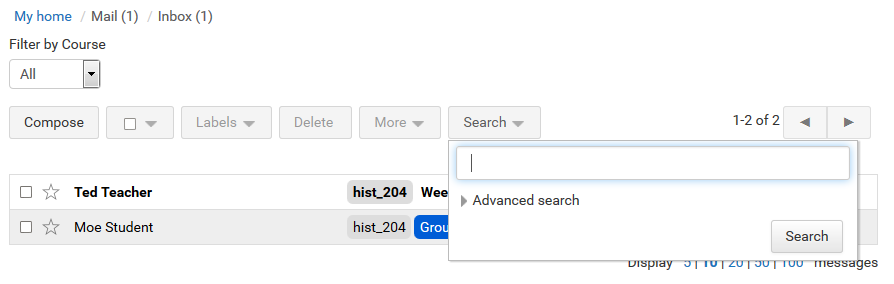 My home / Mail (1) / Inbox (1)
Filter by Course
All
Compose Labels Delete More Search 1-2 of 2
Ted Teacher hist_204 Wee
Advanced search
Moe Student hist_204 Grou
Search
Display 5 | 10 | 20 | 50 | 100 messages